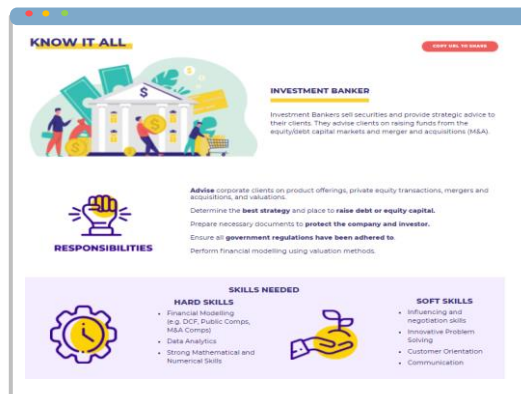 KNOW IT ALL
COPY URL TO SHARE
$
$
$
$
INVESTMENT BANKER
Investment Bankers sell securities and provide strategic advice to
their clients. They advise clients on raising funds from the
equity/debt capital markets and merger and acquisitions (M&A).
RESPONSIBILITIES
Advise corporate clients on product offerings, private equity transactions, mergers and
acquisitions, and valuations.
Determine the best strategy and place to raise debt or equity capital.
Prepare necessary documents to protect the company and investor.
Ensure all government regulations have been adhered to.
Perform financial modelling using valuation methods.
SKILLS NEEDED
HARD SKILLS
• Financial Modelling
(e.g. DCF, Public Comps,
M&A Comps)
• Data Analytics
• Strong Mathematical and
Numerical Skills
SOFT SKILLS
• Influencing and
negotiation skills
• Innovative Problem
Solving
• Customer Orientation
• Communication